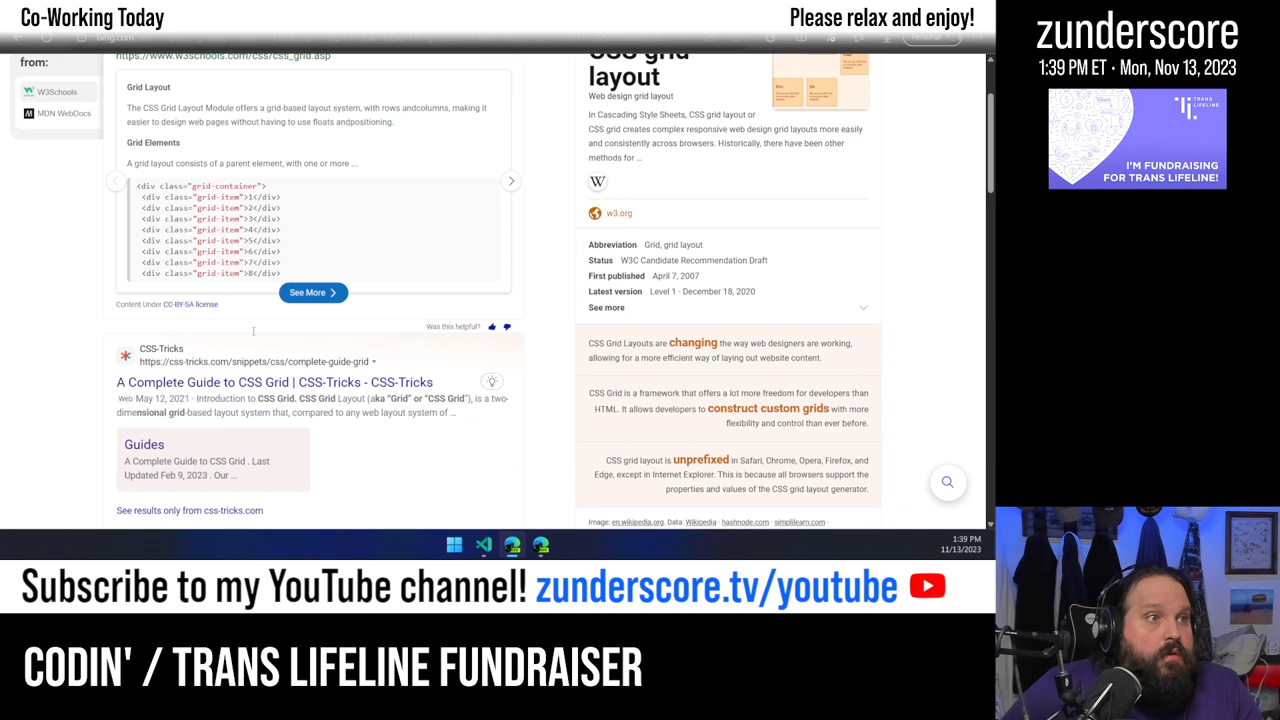 Co-Working Today
Please relax and enjoy!
bing.com
https://www.w3schools.com/css/css_grid.asp
from:
W3Schools
MDN WebDocs
Grid Layout
The CSS Grid Layout Module offers a grid-based layout system, with rows andcolumns, making it
easier to design web pages without having to use floats andpositioning.
Grid Elements
A grid layout consists of a parent element, with one or more ...
<div class="grid-container">
<div class="grid-item">1</div>
<div class="grid-item">2</div>
<div class="grid-item">3</div>
<div class="grid-item">4</div>
<div class="grid-item">5</div>
<div class="grid-item">6</div>
<div class="grid-item">7</div>
<div class="grid-item">8</div>
See More
Content Under CC-BY-SA license
Was this helpful?
CSS-Tricks
https://css-tricks.com/snippets/css/complete-guide-grid
A Complete Guide to CSS Grid | CSS-Tricks - CSS-Tricks
Web May 12, 2021 · Introduction to CSS Grid. CSS Grid Layout (aka “Grid” or “CSS Grid”), is a two-
dimensional grid-based layout system that, compared to any web layout system of ...
Guides
A Complete Guide to CSS Grid . Last
Updated Feb 9, 2023 . Our ...
See results only from css-tricks.com
CSS grid
layout
Web design grid layout
In Cascading Style Sheets, CSS grid layout or
CSS grid creates complex responsive web design grid layouts more easily
and consistently across browsers. Historically, there have been other
methods for ...
W
w3.org
Abbreviation Grid, grid layout
Status W3C Candidate Recommendation Draft
First published April 7, 2007
Latest version Level 1 · December 18, 2020
See more
CSS Grid Layouts are changing the way web designers are working,
allowing for a more efficient way of laying out website content.
CSS Grid is a framework that offers a lot more freedom for developers than
HTML. It allows developers to construct custom grids with more
flexibility and control than ever before.
CSS grid layout is unprefixed in Safari, Chrome, Opera, Firefox, and
Edge, except in Internet Explorer. This is because all browsers support the
properties and values of the CSS grid layout generator.
Image: en.wikipedia.org. Data: Wikipedia · hashnode.com · simplilearn.com ·
1:39 PM
11/13/2023
Subscribe to my YouTube channel! zunderscore.tv/youtube
CODIN' / TRANS LIFELINE FUNDRAISER
zunderscore
1:39 PM ET • Mon, Nov 13, 2023
TRANS
LIFELINE
I'M FUNDRAISING
FOR TRANS LIFELINE!